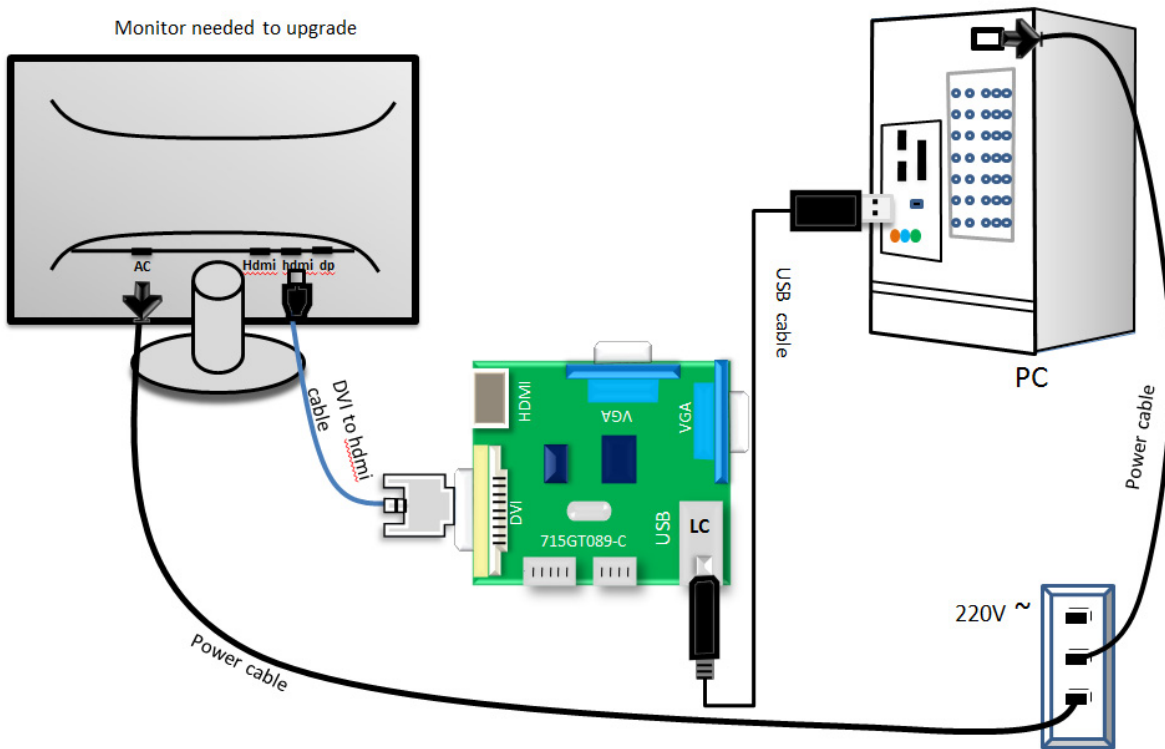 Monitor needed to upgrade
AC
Hdmi hdmi dp
DVI to hdmi
cable
HDMI
VGA
VGA
DVI
USB
LC
715GT089-C
USB cable
PC
Power cable
220V ~
Power cable